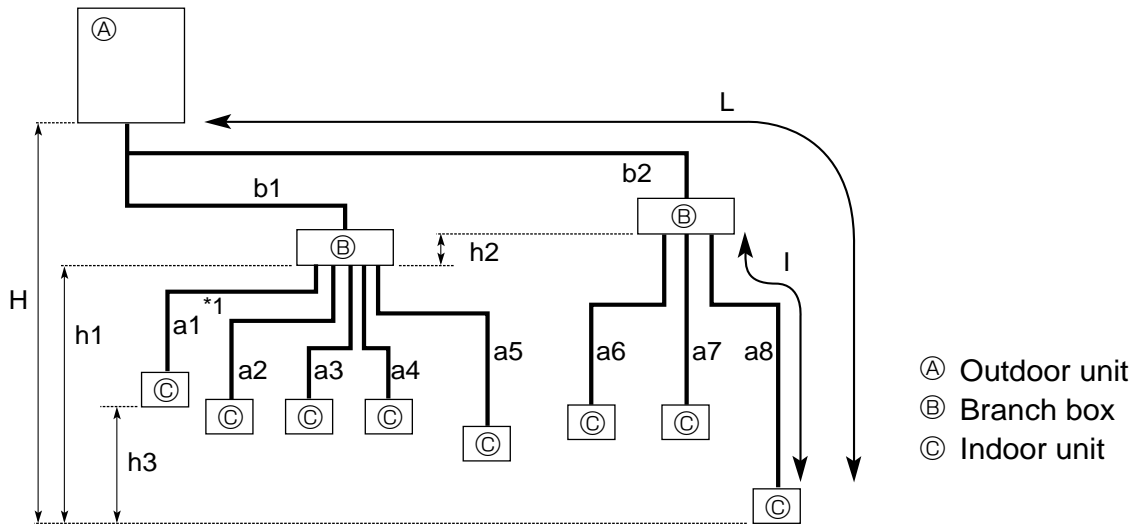 Ⓐ
L
b1
b2
Ⓑ
Ⓑ
h2
I
H
*1
h1
a1
a2
a3
a4
a5
a6
a7
a8
Ⓒ
Ⓒ
Ⓒ
Ⓒ
Ⓒ
Ⓒ
Ⓒ
Ⓒ
h3
Ⓐ Outdoor unit
Ⓑ Branch box
Ⓒ Indoor unit